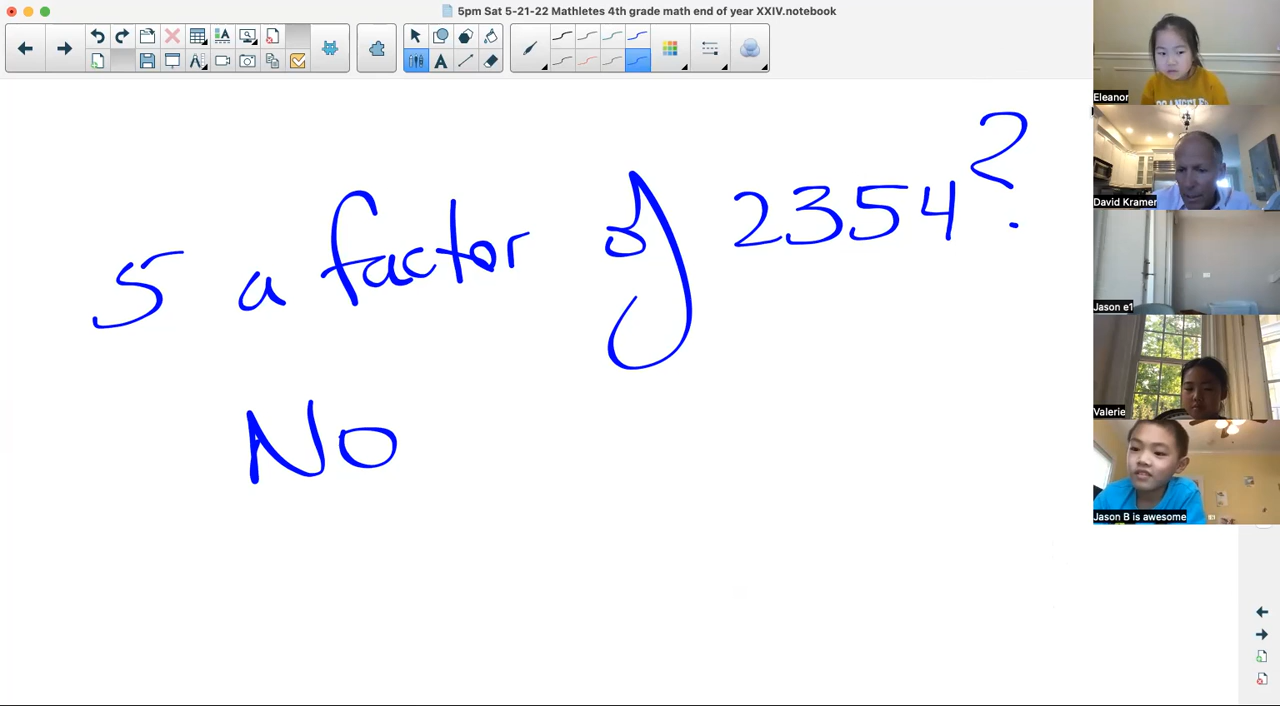 5pm Sat 5-21-22 Mathletes 4th grade math end of year XXIV.notebook
5 a factor of 2354?
No
Eleanor
David Kramer
Jason e1
Valerie
Jason B is awesome